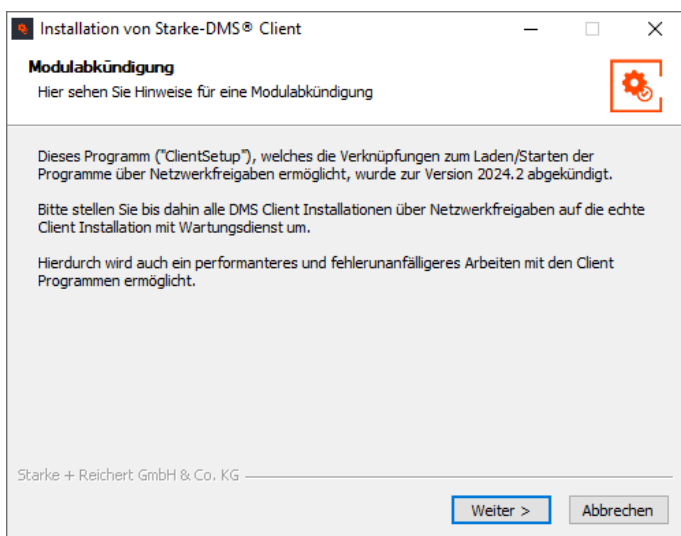 Installation von Starke-DMS® Client
Modulabkündigung
Hier sehen Sie Hinweise für eine Modulabkündigung
Dieses Programm ("ClientSetup"), welches die Verknüpfungen zum Laden/Starten der
Programme über Netzwerkfreigaben ermöglicht, wurde zur Version 2024.2 abgekündigt.
Bitte stellen Sie bis dahin alle DMS Client Installationen über Netzwerkfreigaben auf die echte
Client Installation mit Wartungsdienst um.
Hierdurch wird auch ein performanteres und fehlerunanfälligeres Arbeiten mit den Client
Programmen ermöglicht.
Starke + Reichert GmbH & Co. KG
Weiter >
Abbrechen